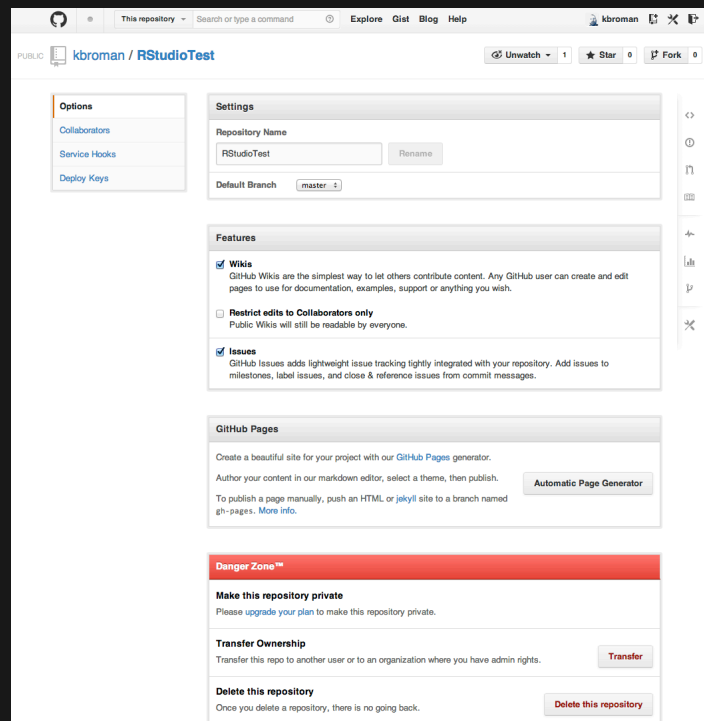 This repository Search or type a command Explore Gist Blog Help kbroman
PUBLIC kbroman / RStudioTest Unwatch 1 Star 0 Fork 0
Options
Collaborators
Service Hooks
Deploy Keys
Settings
Repository Name
RStudioTest Rename
Default Branch master
Features
Wikis
GitHub Wikis are the simplest way to let others contribute content. Any GitHub user can create and edit
pages to use for documentation, examples, support or anything you wish.
Restrict edits to Collaborators only
Public Wikis will still be readable by everyone.
Issues
GitHub Issues adds lightweight issue tracking tightly integrated with your repository. Add issues to
milestones, label issues, and close & reference issues from commit messages.
GitHub Pages
Create a beautiful site for your project with our GitHub Pages generator.
Author your content in our markdown editor, select a theme, then publish.
Automatic Page Generator
To publish a page manually, push an HTML or jekyll site to a branch named
gh-pages. More info.
Danger Zone™
Make this repository private
Please upgrade your plan to make this repository private.
Transfer Ownership
Transfer this repo to another user or to an organization where you have admin rights.
Transfer
Delete this repository
Once you delete a repository, there is no going back.
Delete this repository